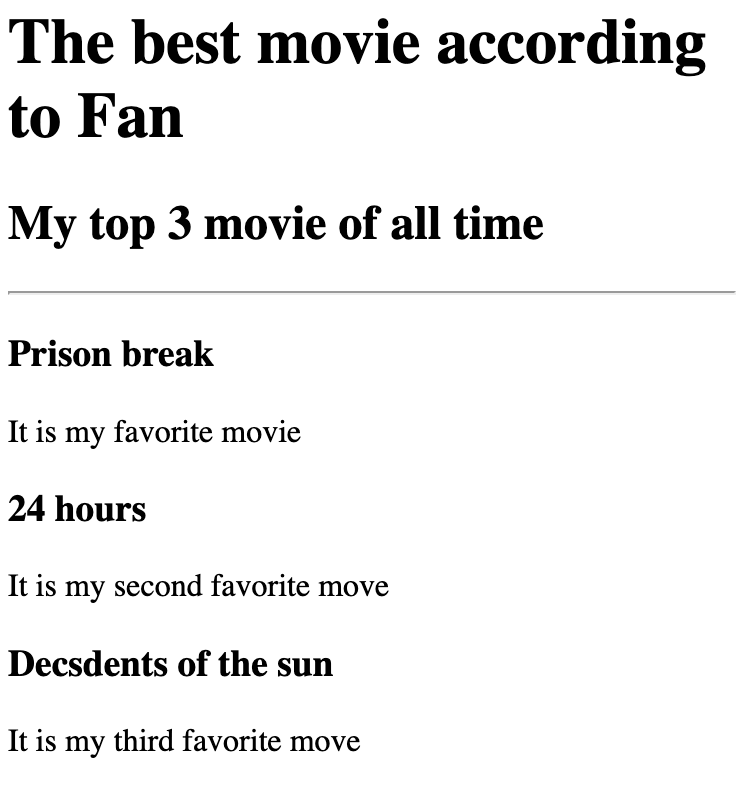 The best movie according
to Fan
My top 3 movie of all time
Prison break
It is my favorite movie
24 hours
It is my second favorite move
Decsdents of the sun
It is my third favorite move